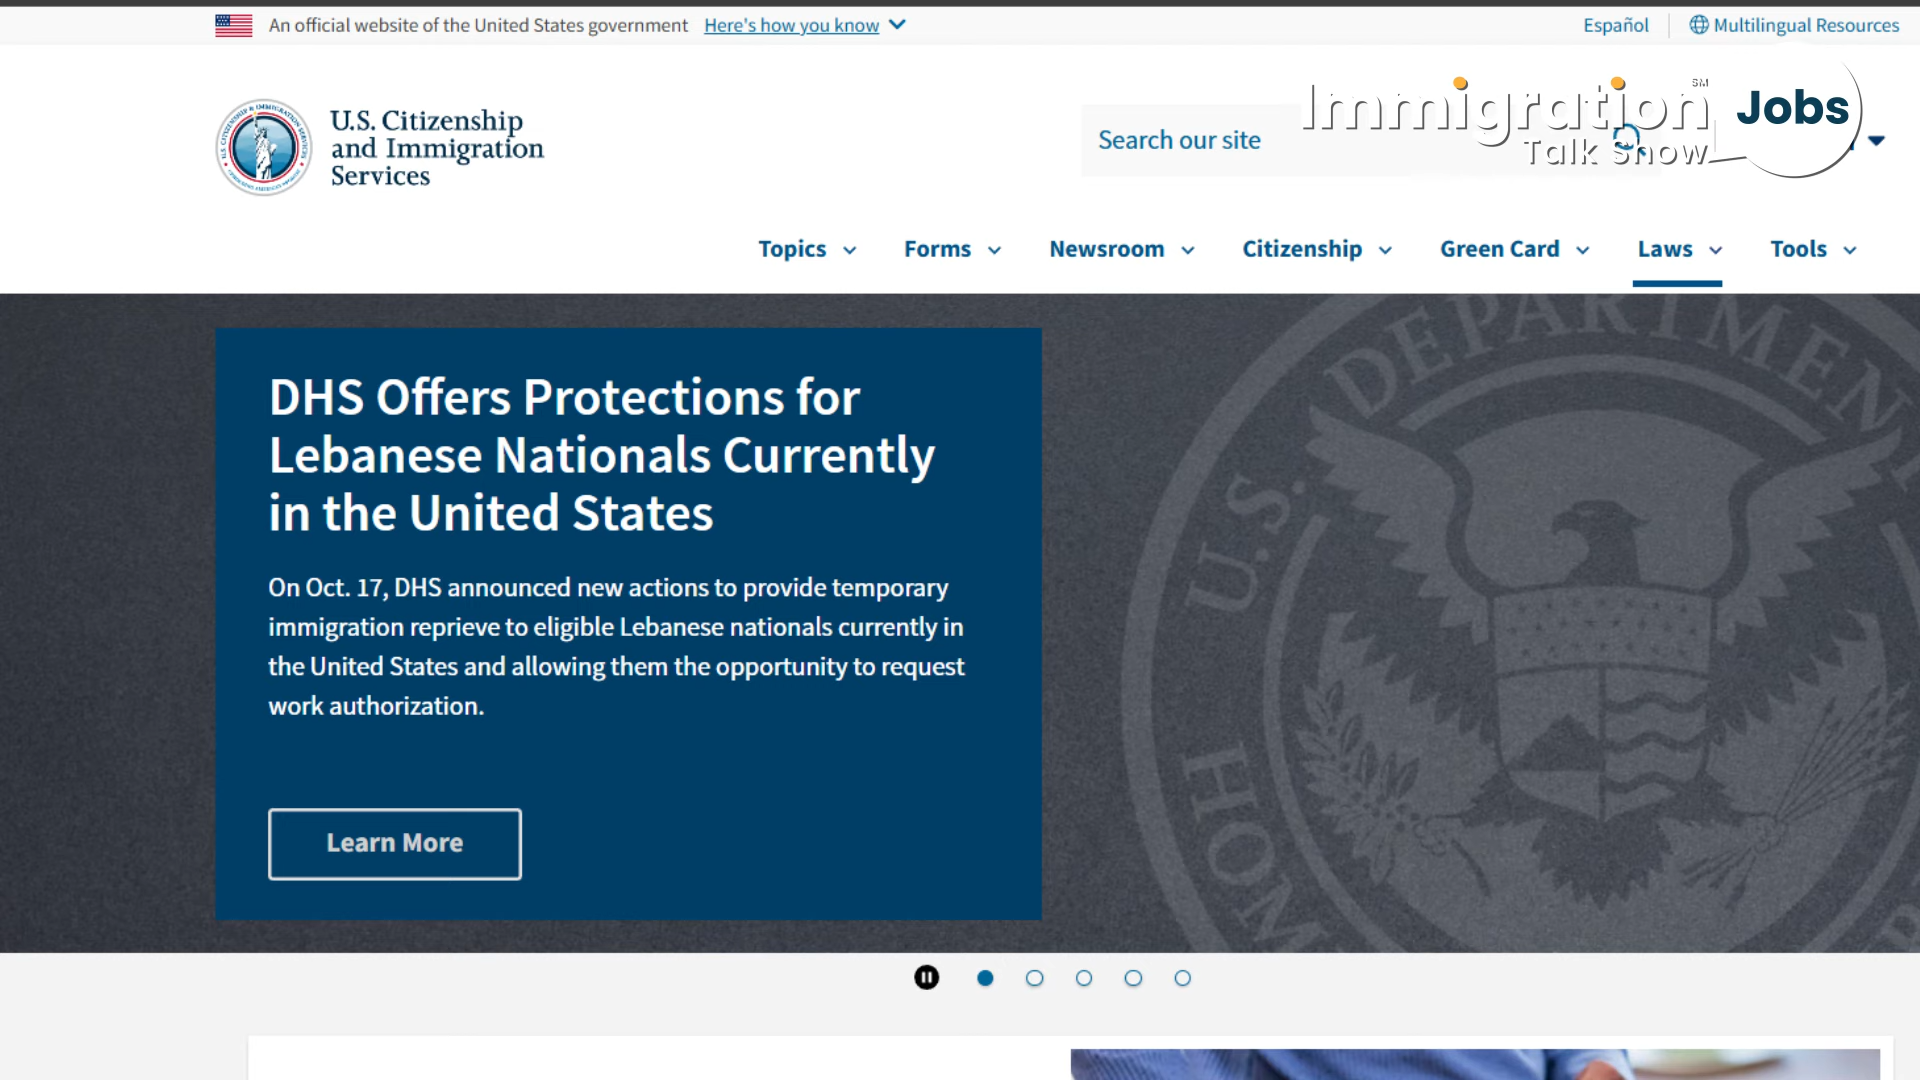 An official website of the United States government Here's how you know
Español
Multilingual Resources
U.S. Citizenship
and Immigration
Services
Search our site
Immigration
SM
Talk Show
Jobs
Topics
Forms
Newsroom
Citizenship
Green Card
Laws
Tools
DHS Offers Protections for
Lebanese Nationals Currently
in the United States
On Oct. 17, DHS announced new actions to provide temporary
immigration reprieve to eligible Lebanese nationals currently in
the United States and allowing them the opportunity to request
work authorization.
Learn More
U.S. DEPARTMENT
HOM